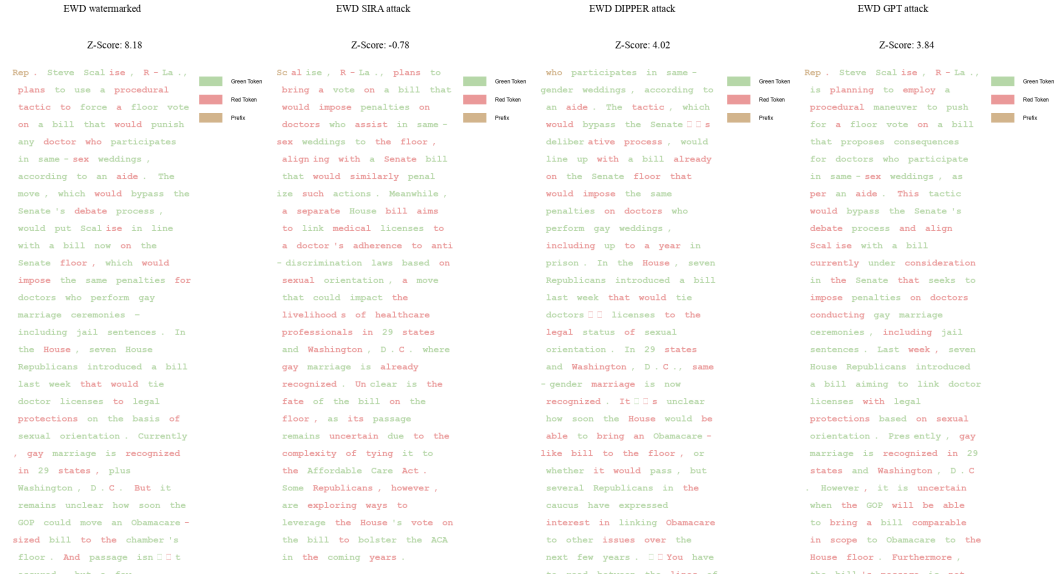 EWD watermarked
Z-Score: 8.18
Rep . Steve Scal ise , R - La .,
plans to use a procedural
tactic to force a floor vote
on a bill that would punish
any doctor who participates
in same - sex weddings ,
according to an aide . The
move , which would bypass the
Senate 's debate process ,
would put Scal ise in line
with a bill now on the
Senate floor , which would
impose the same penalties for
doctors who perform gay
marriage ceremonies -
including jail sentences . In
the House , seven House
Republicans introduced a bill
last week that would tie
doctor licenses to legal
protections on the basis of
sexual orientation . Currently
, gay marriage is recognized
in 29 states , plus
Washington , D . C . But it
remains unclear how soon the
GOP could move an Obamacare -
sized bill to the chamber 's
floor . And passage isn □ □ t
Green Token
Red Token
Prefix
EWD SIRA attack
Z-Score: -0.78
Sc al ise , R - La ., plans to
bring a vote on a bill that
would impose penalties on
doctors who assist in same -
sex weddings to the floor ,
align ing with a Senate bill
that would similarly penal
ize such actions . Meanwhile ,
a separate House bill aims
to link medical licenses to
a doctor 's adherence to anti
- discrimination laws based on
sexual orientation , a move
that could impact the
livelihood s of healthcare
professionals in 29 states
and Washington , D . C . where
gay marriage is already
recognized . Un clear is the
fate of the bill on the
floor , as its passage
remains uncertain due to the
complexity of tying it to
the Affordable Care Act .
Some Republicans , however ,
are exploring ways to
leverage the House 's vote on
the bill to bolster the ACA
in the coming years .
Green Token
Red Token
Prefix
EWD DIPPER attack
Z-Score: 4.02
who participates in same -
gender weddings , according to
an aide . The tactic , which
would bypass the Senate □ □ s
deliber ative process , would
line up with a bill already
on the Senate floor that
would impose the same
penalties on doctors who
perform gay weddings ,
including up to a year in
prison . In the House , seven
Republicans introduced a bill
last week that would tie
doctors □ □ licenses to the
legal status of sexual
orientation . In 29 states
and Washington , D . C ., same
- gender marriage is now
recognized . It □ □ s unclear
how soon the House would be
able to bring an Obamacare -
like bill to the floor , or
whether it would pass , but
several Republicans in the
caucus have expressed
interest in linking Obamacare
to other issues over the
next few years . □ □ You have
to read between the lines of
Green Token
Red Token
Prefix
EWD GPT attack
Z-Score: 3.84
Rep . Steve Scal ise , R - La .,
is planning to employ a
procedural maneuver to push
for a floor vote on a bill
that proposes consequences
for doctors who participate
in same - sex weddings , as
per an aide . This tactic
would bypass the Senate 's
debate process and align
Scal ise with a bill
currently under consideration
in the Senate that seeks to
impose penalties on doctors
conducting gay marriage
ceremonies , including jail
sentences . Last week , seven
House Republicans introduced
a bill aiming to link doctor
licenses with legal
protections based on sexual
orientation . Pres ently , gay
marriage is recognized in 29
states and Washington , D . C
. However , it is uncertain
when the GOP will be able
to bring a bill comparable
in scope to Obamacare to the
House floor . Furthermore ,
the bill's passage is not
Green Token
Red Token
Prefix